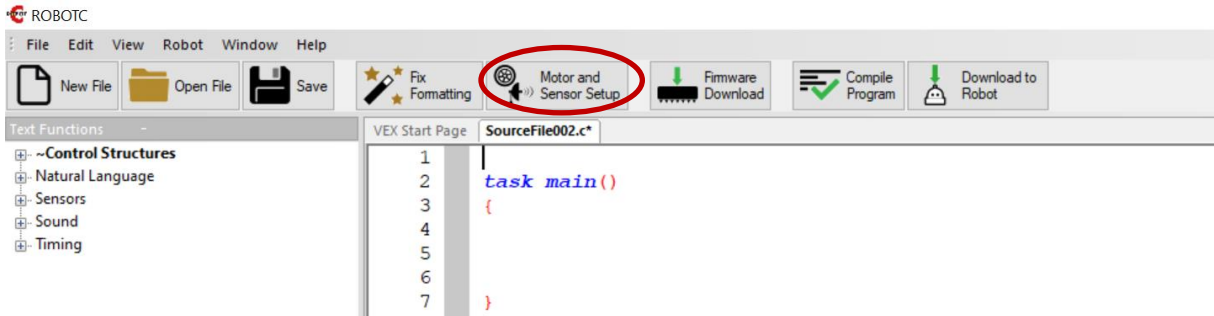 ROBOTC
File Edit View Robot Window Help
New File Open File Save Fix Formatting Motor and Sensor Setup Firmware Download Compile Program Download to Robot
Text Functions -
VEX Start Page SourceFile002.c*
~Control Structures
Natural Language
Sensors
Sound
Timing
1
2 task main()
3 {
4
5
6
7 }